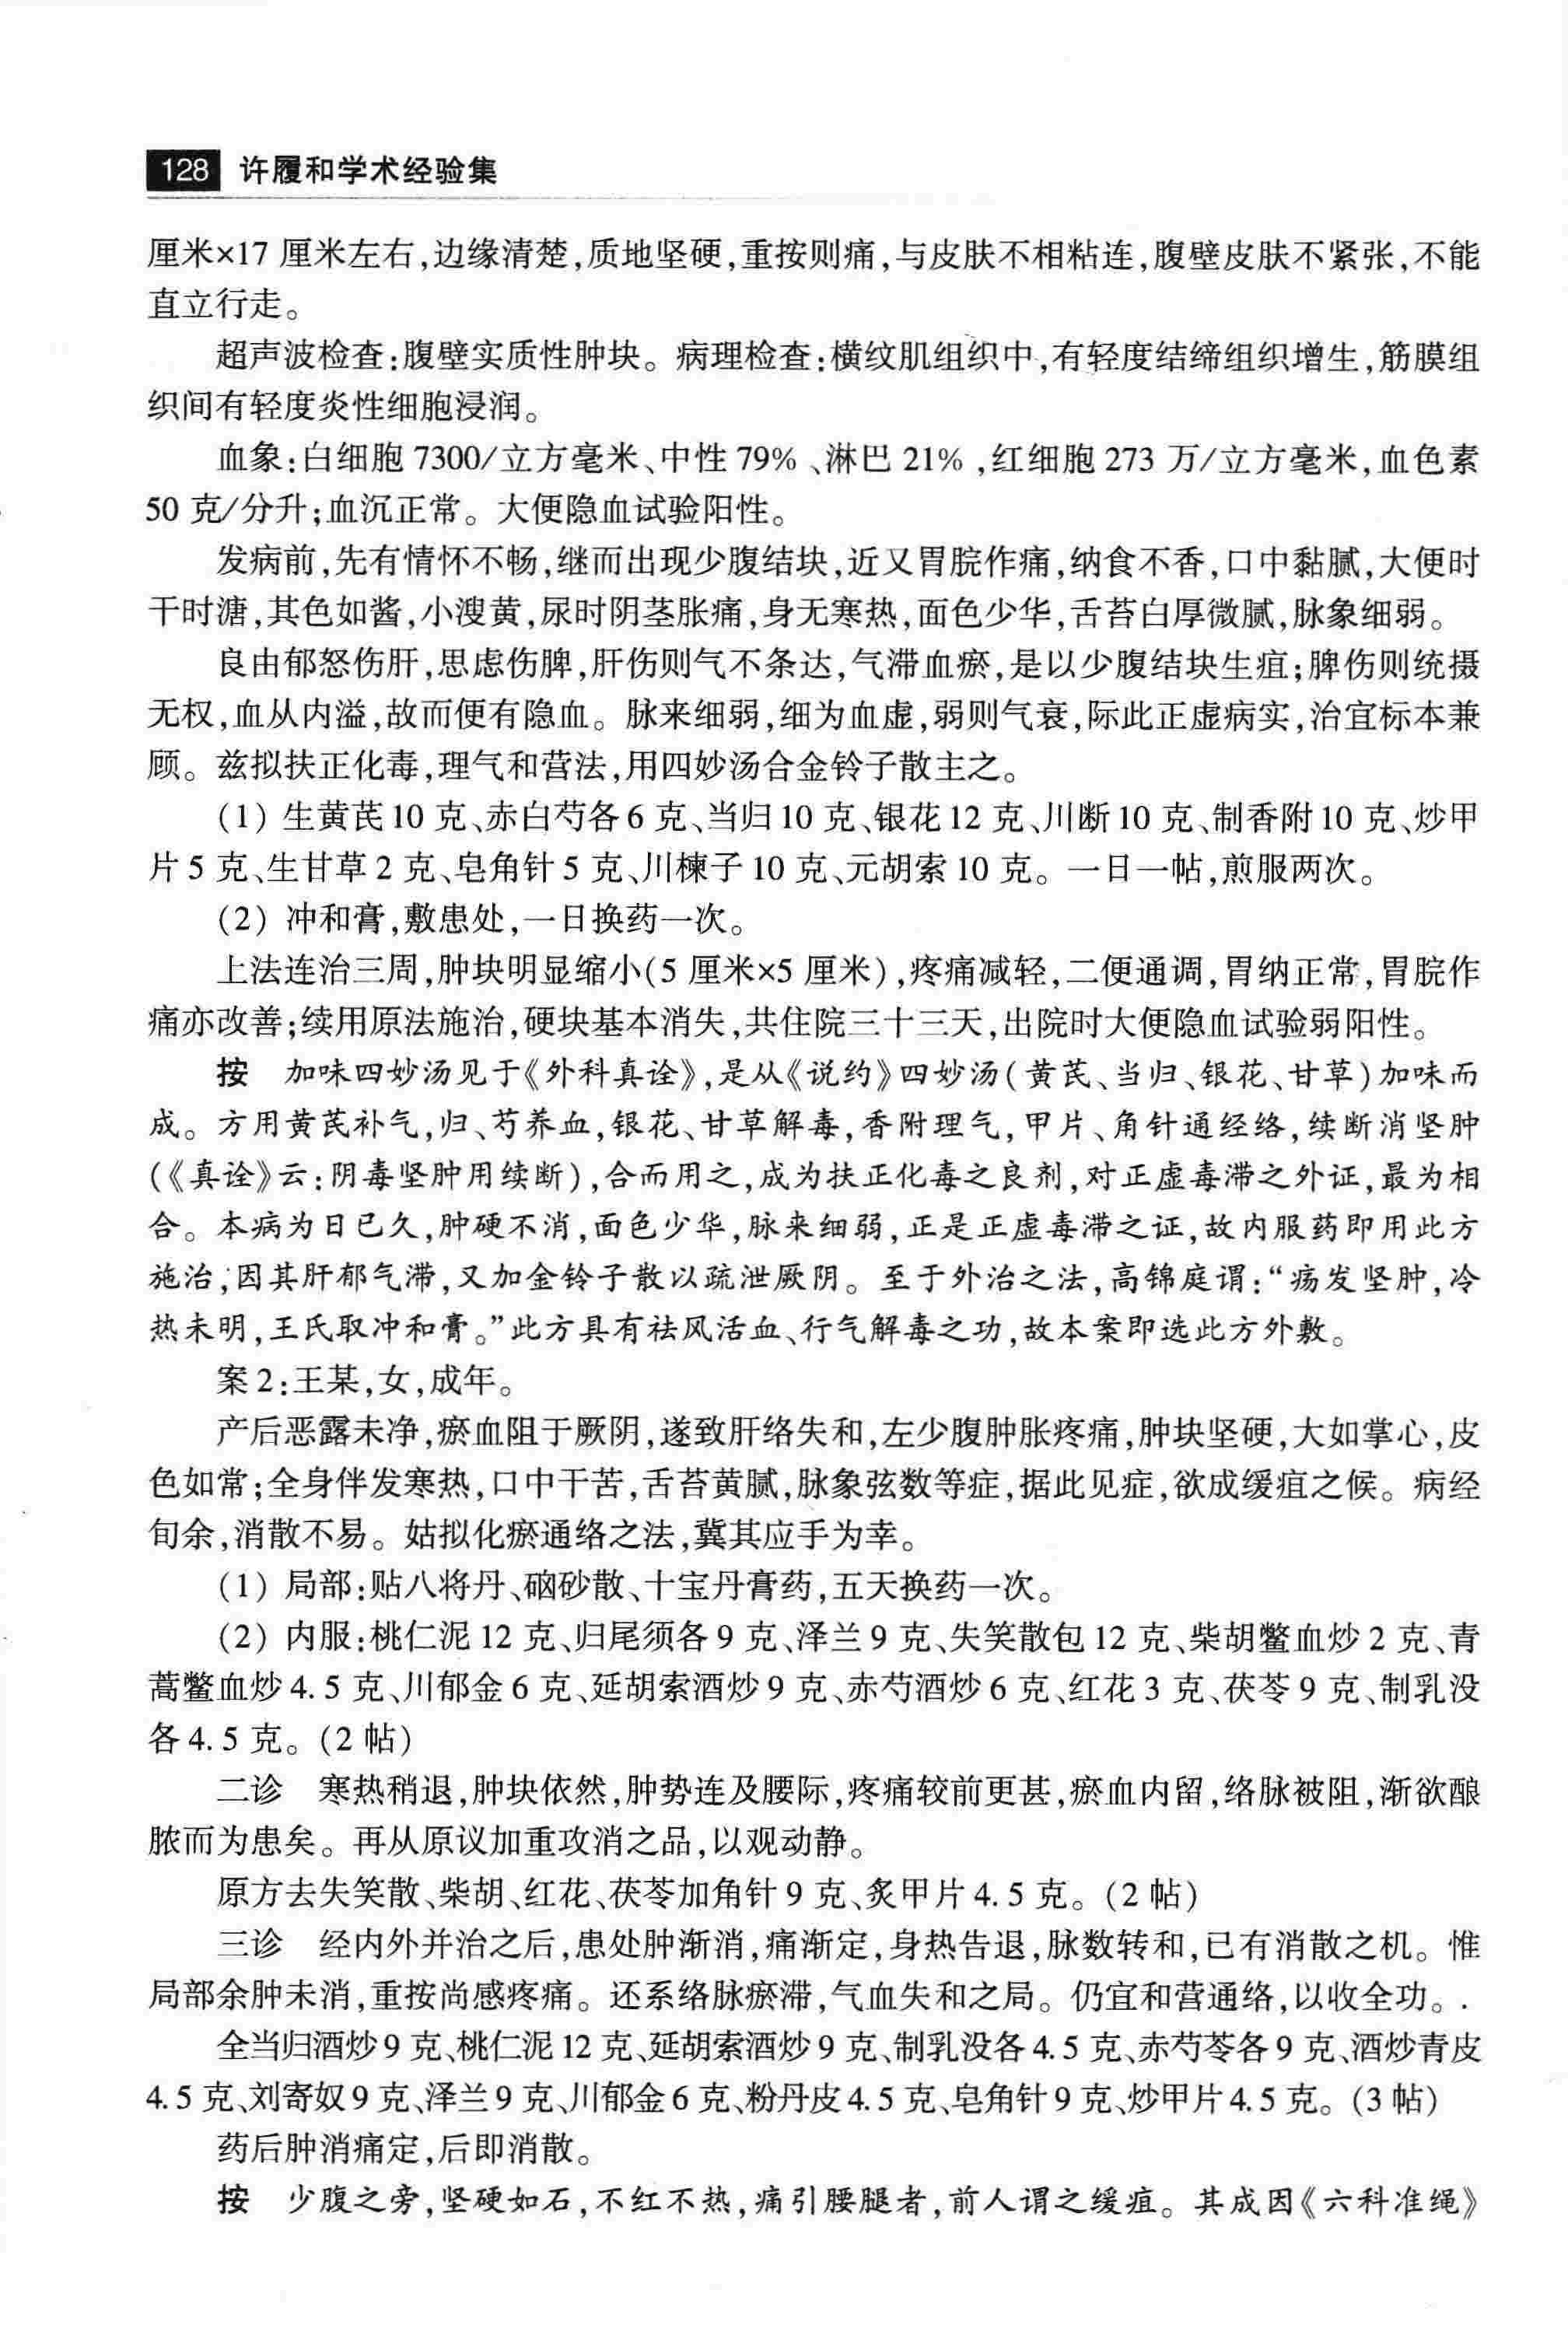 128 许履和学术经验集
厘米×17 厘米左右,边缘清楚,质地坚硬,重按则痛,与皮肤不相粘连,腹壁皮肤不紧张,不能
直立行走。
超声波检查:腹壁实质性肿块。病理检查:横纹肌组织中,有轻度结缔组织增生,筋膜组
织间有轻度炎性细胞浸润。
血象:白细胞 7300/立方毫米、中性 79%、淋巴 21%,红细胞 273 万/立方毫米,血色素
50 克/分升;血沉正常。大便隐血试验阳性。
发病前,先有情怀不畅,继而出现少腹结块,近又胃脘作痛,纳食不香,口中黏腻,大便时
干时溏,其色如酱,小溲黄,尿时阴茎胀痛,身无寒热,面色少华,舌苔白厚微腻,脉象细弱。
良由郁怒伤肝,思虑伤脾,肝伤则气不条达,气滞血瘀,是以少腹结块生疽;脾伤则统摄
无权,血从内溢,故而便有隐血。脉来细弱,细为血虚,弱则气衰,际此正虚病实,治宜标本兼
顾。兹拟扶正化毒,理气和营法,用四妙汤合金铃子散主之。
(1) 生黄芪 10 克、赤白芍各 6 克、当归 10 克、银花 12 克、川断 10 克、制香附 10 克、炒甲
片 5 克、生甘草 2 克、皂角针 5 克、川楝子 10 克、元胡索 10 克。一日一帖,煎服两次。
(2) 冲和膏,敷患处,一日换药一次。
上法连治三周,肿块明显缩小(5 厘米×5 厘米),疼痛减轻,二便通调,胃纳正常,胃脘作
痛亦改善;续用原法施治,硬块基本消失,共住院三十三天,出院时大便隐血试验弱阳性。
按 加味四妙汤见于《外科真诠》,是从《说约》四妙汤(黄芪、当归、银花、甘草)加味而
成。方用黄芪补气,归、芍养血,银花、甘草解毒,香附理气,甲片、角针通经络,续断消坚肿
(《真诠》云:阴毒坚肿用续断),合而用之,成为扶正化毒之良剂,对正虚毒滞之外证,最为相
合。本病为日已久,肿硬不消,面色少华,脉来细弱,正是正虚毒滞之证,故内服药即用此方
施治;因其肝郁气滞,又加金铃子散以疏泄厥阴。至于外治之法,高锦庭谓:“疡发坚肿,冷
热未明,王氏取冲和膏。”此方具有祛风活血、行气解毒之功,故本案即选此方外敷。
案 2:王某,女,成年。
产后恶露未净,瘀血阻于厥阴,遂致肝络失和,左少腹肿胀疼痛,肿块坚硬,大如掌心,皮
色如常;全身伴发寒热,口中干苦,舌苔黄腻,脉象弦数等症,据此见症,欲成缓疽之候。病经
旬余,消散不易。姑拟化瘀通络之法,冀其应手为幸。
(1) 局部:贴八将丹、硇砂散、十宝丹膏药,五天换药一次。
(2) 内服:桃仁泥 12 克、归尾须各 9 克、泽兰 9 克、失笑散包 12 克、柴胡鳖血炒 2 克、青
蒿鳖血炒 4.5 克、川郁金 6 克、延胡索酒炒 9 克、赤芍酒炒 6 克、红花 3 克、茯苓 9 克、制乳没
各 4.5 克。(2 帖)
二诊 寒热稍退,肿块依然,肿势连及腰际,疼痛较前更甚,瘀血内留,络脉被阻,渐欲酿
脓而为患矣。再从原议加重攻消之品,以观动静。
原方去失笑散、柴胡、红花、茯苓加角针 9 克、炙甲片 4.5 克。(2 帖)
三诊 经内外并治之后,患处肿渐消,痛渐定,身热告退,脉数转和,已有消散之机。惟
局部余肿未消,重按尚感疼痛。还系络脉瘀滞,气血失和之局。仍宜和营通络,以收全功。
全当归酒炒 9 克、桃仁泥 12 克、延胡索酒炒 9 克、制乳没各 4.5 克、赤芍苓各 9 克、酒炒青皮
4.5 克、刘寄奴 9 克、泽兰 9 克、川郁金 6 克、粉丹皮 4.5 克、皂角针 9 克、炒甲片 4.5 克。(3 帖)
药后肿消痛定,后即消散。
按 少腹之旁,坚硬如石,不红不热,痛引腰腿者,前人谓之缓疽。其成因《六科准绳》